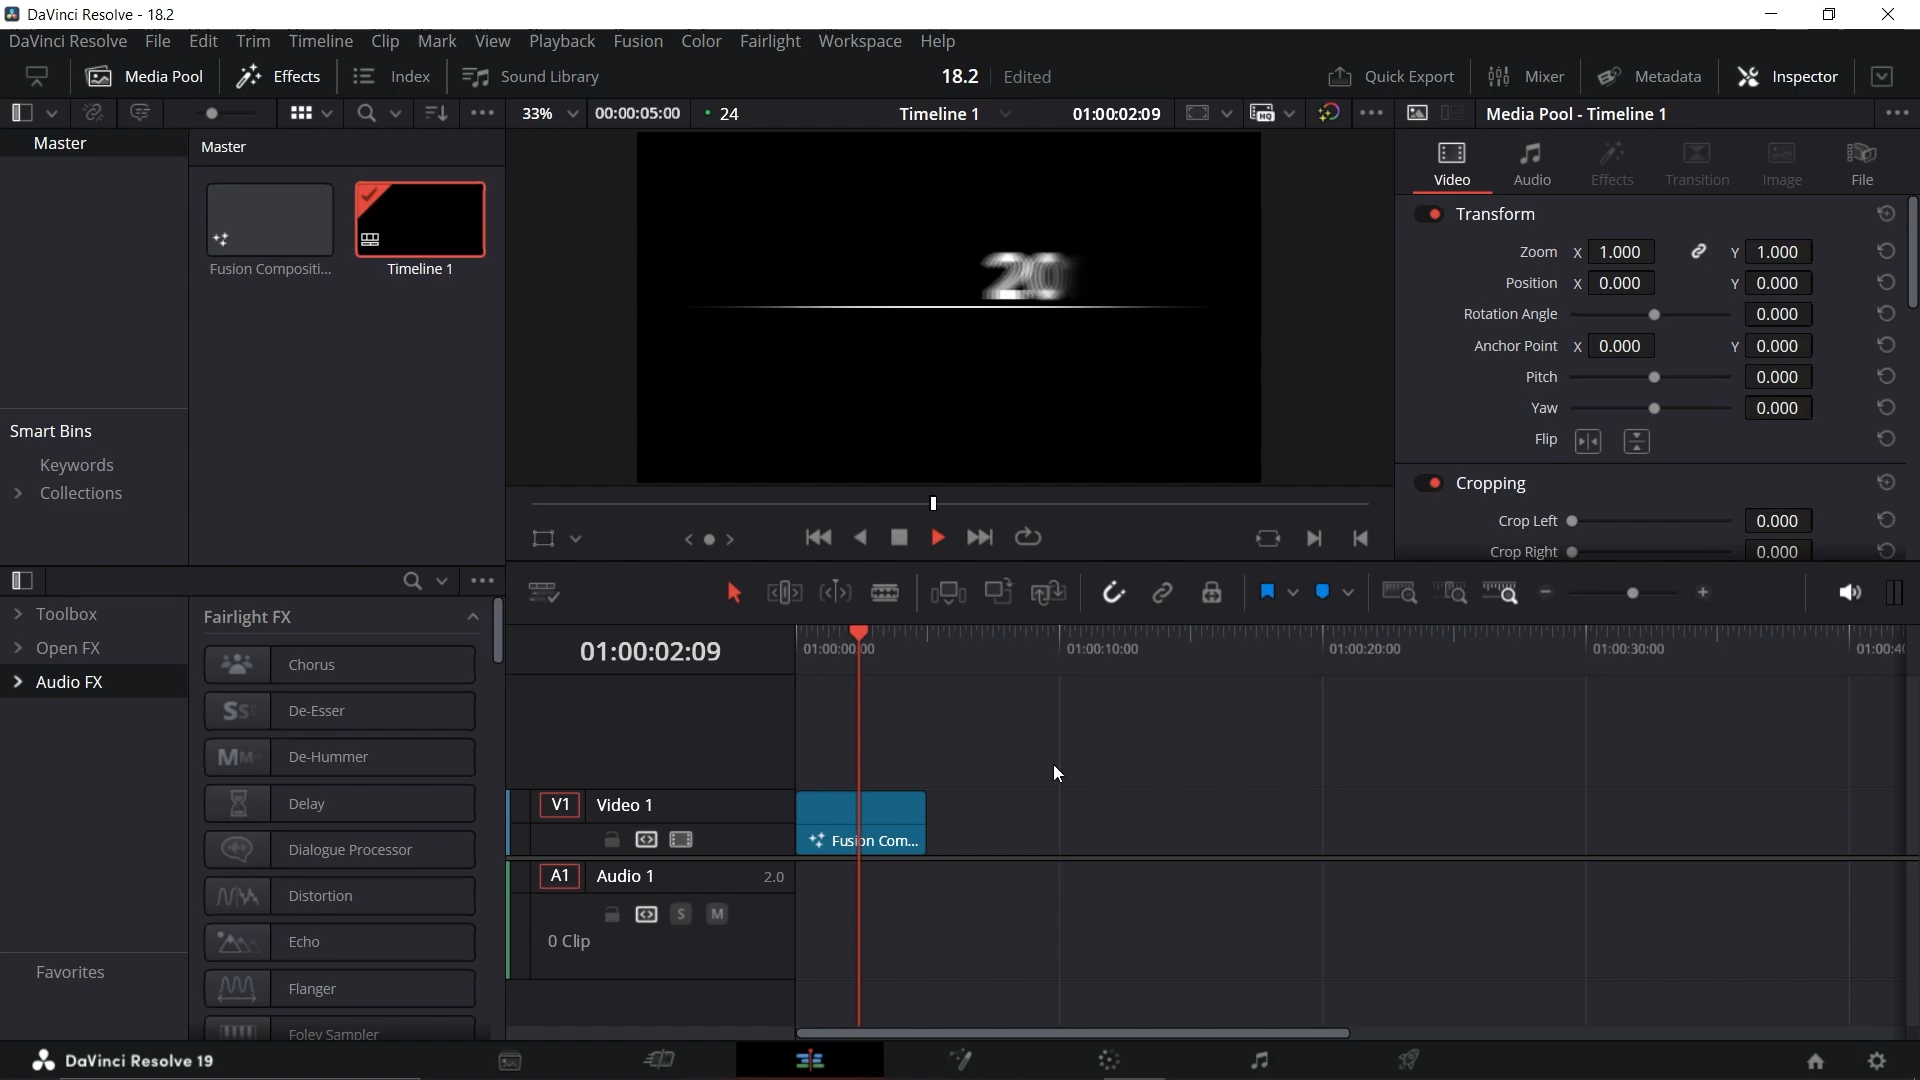 DaVinci Resolve - 18.2
DaVinci Resolve File Edit Trim Timeline Clip Mark View Playback Fusion Color Fairlight Workspace Help
Media Pool Effects Index Sound Library 18.2 Edited Quick Export Mixer Metadata Inspector
33% 00:00:05:00 24 Timeline 1 01:00:02:09 HQ Media Pool - Timeline 1
Master
Master
Fusion Compositi...
Timeline 1
Smart Bins
Keywords
Collections
20
Video Audio Effects Transition Image File
Transform
Zoom X 1.000 Y 1.000
Position X 0.000 Y 0.000
Rotation Angle 0.000
Anchor Point X 0.000 Y 0.000
Pitch 0.000
Yaw 0.000
Flip
Cropping
Crop Left 0.000
Crop Right 0.000
Toolbox
Open FX
Audio FX
Favorites
Fairlight FX
Chorus
De-Esser
De-Hummer
Delay
Dialogue Processor
Distortion
Echo
Flanger
Foley Sampler
01:00:02:09
01:00:00:00 01:00:10:00 01:00:20:00 01:00:30:00 01:00:4
V1 Video 1
Fusion Com...
A1 Audio 1 2.0
S M
0 Clip
DaVinci Resolve 19